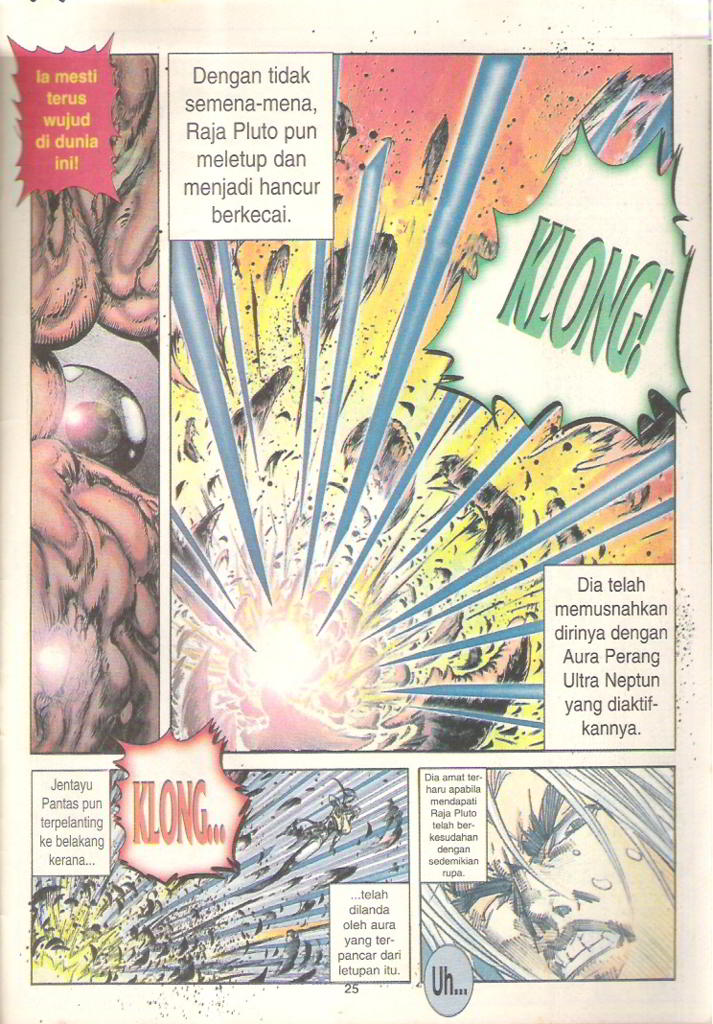 Ia mesti
terus
wujud
di dunia
ini!
Dengan tidak
semena-mena,
Raja Pluto pun
meletup dan
menjadi hancur
berkecai.
KLONG!
Dia telah
memusnahkan
dirinya dengan
Aura Perang
Ultra Neptun
yang diaktif-
kannya.
Jentayu
Pantas pun
terpelanting
ke belakang
kerana...
KLONG...
...telah
dilanda
oleh aura
yang ter-
pancar dari
letupan itu.
Dia amat ter-
haru apabila
mendapati
Raja Pluto
telah ber-
kesudahan
dengan
sedemikian
rupa.
Uh...
25